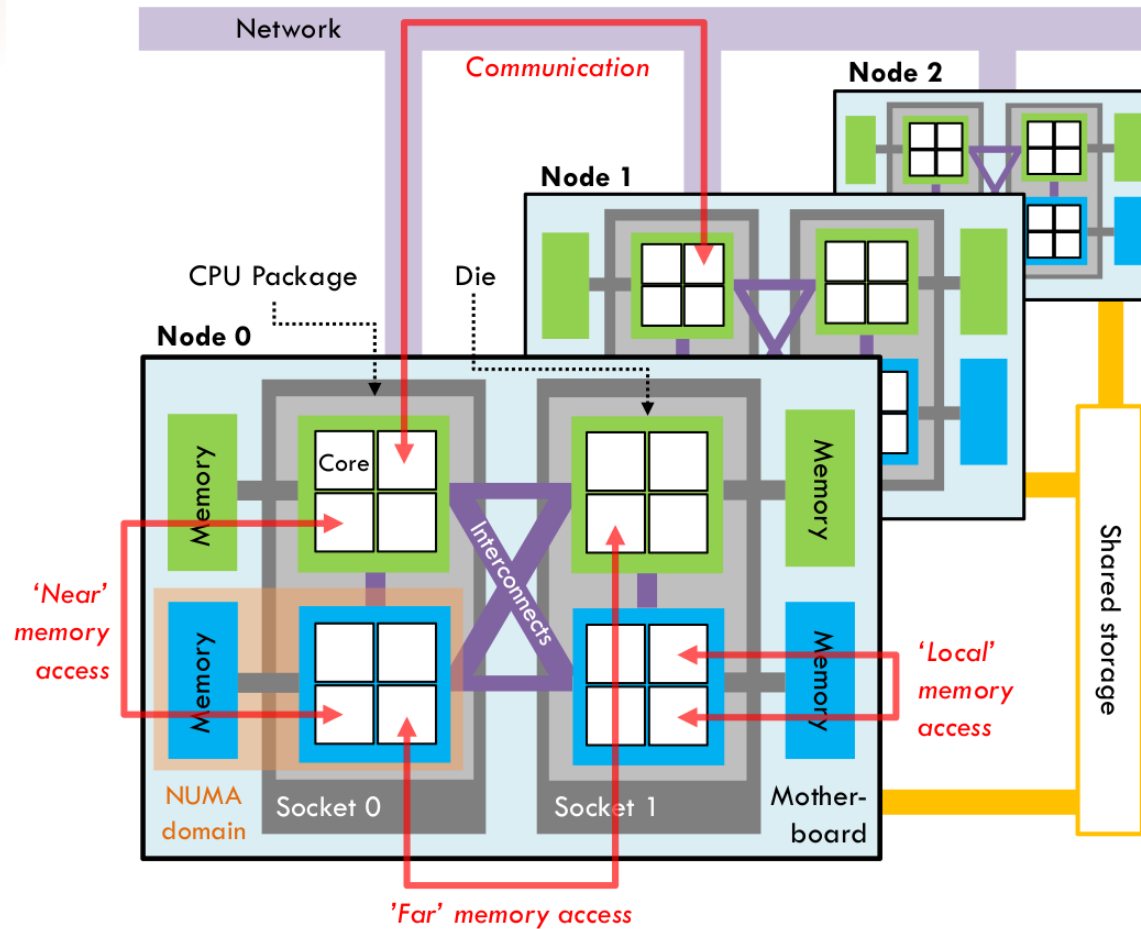 Network
Communication
Node 2
Node 1
CPU Package
Die
Node 0
Core
Memory
Memory
Interconnects
'Near'
memory
access
Memory
Memory
'Local'
memory
access
Shared storage
NUMA
domain
Socket 0
Socket 1
Mother-
board
'Far' memory access